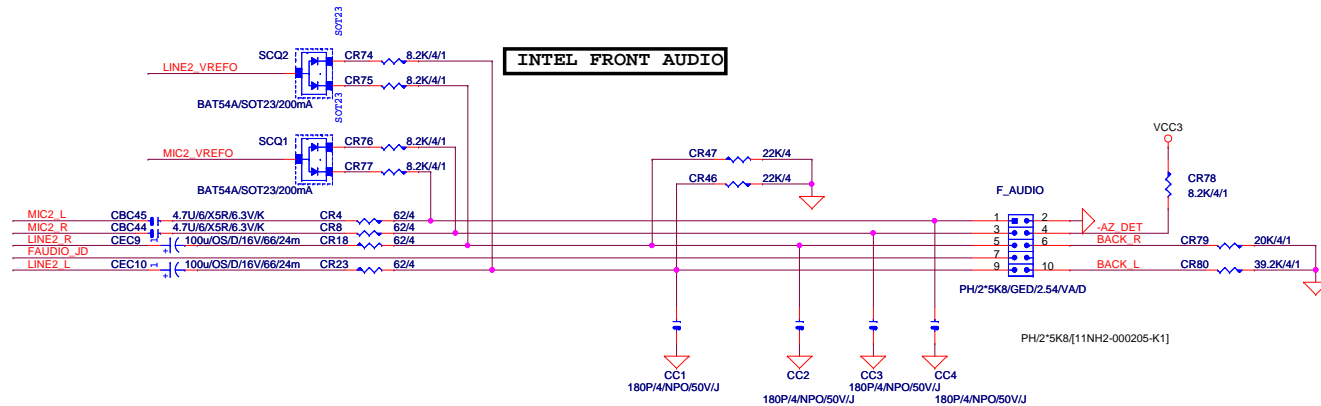 SOT23
SCQ2
CR74
8.2K/4/1
INTEL FRONT AUDIO
LINE2_VREFO
CR75
8.2K/4/1
BAT54A/SOT23/200mA
SOT23
VCC3
SCQ1
CR76
8.2K/4/1
MIC2_VREFO
CR77
8.2K/4/1
CR47
22K/4
BAT54A/SOT23/200mA
CR46
22K/4
CR78
8.2K/4/1
F_AUDIO
MIC2_L
CBC45
4.7U/6/X5R/6.3V/K
CR4
62/4
1
2
MIC2_R
CBC44
4.7U/6/X5R/6.3V/K
CR8
62/4
3
4
-AZ_DET
LINE2_R
CEC9
1
+
100u/OS/D/16V/66/24m
CR18
62/4
5
6
BACK_R
CR79
20K/4/1
FAUDIO_JD
7
LINE2_L
CEC10
1
+
100u/OS/D/16V/66/24m
CR23
62/4
9
10
BACK_L
CR80
39.2K/4/1
PH/2*5K8/GED/2.54/VA/D
PH/2*5K8/[11NH2-000205-K1]
CC1
180P/4/NPO/50V/J
CC2
180P/4/NPO/50V/J
CC3
180P/4/NPO/50V/J
CC4
180P/4/NPO/50V/J